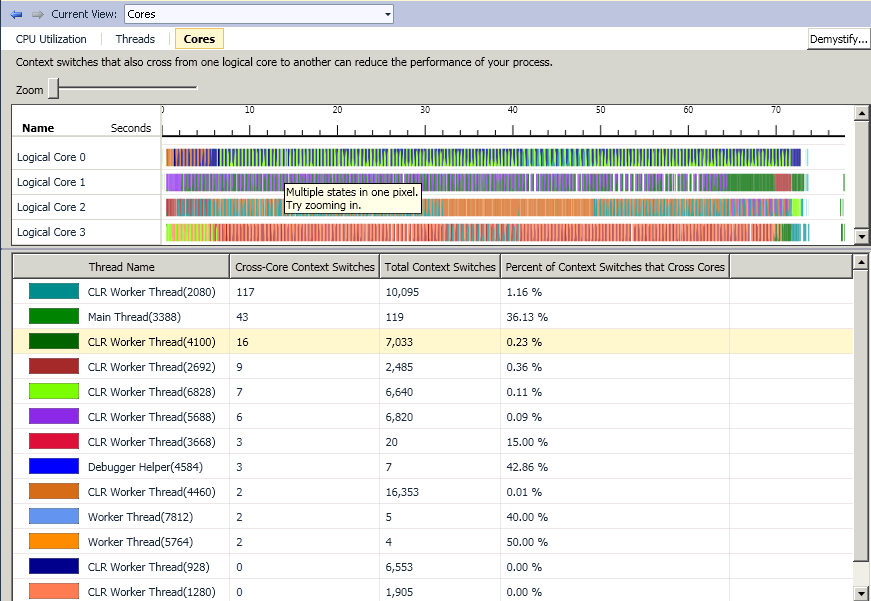 Current View: Cores
CPU Utilization Threads Cores Demystify...
Context switches that also cross from one logical core to another can reduce the performance of your process.
Zoom
0 10 20 30 40 50 60 70
Name Seconds
Logical Core 0
Logical Core 1
Multiple states in one pixel.
Try zooming in.
Logical Core 2
Logical Core 3
Thread Name Cross-Core Context Switches Total Context Switches Percent of Context Switches that Cross Cores
CLR Worker Thread(2080) 117 10,095 1.16 %
Main Thread(3388) 43 119 36.13 %
CLR Worker Thread(4100) 16 7,033 0.23 %
CLR Worker Thread(2692) 9 2,485 0.36 %
CLR Worker Thread(6828) 7 6,640 0.11 %
CLR Worker Thread(5688) 6 6,820 0.09 %
CLR Worker Thread(3668) 3 20 15.00 %
Debugger Helper(4584) 3 7 42.86 %
CLR Worker Thread(4460) 2 16,353 0.01 %
Worker Thread(7812) 2 5 40.00 %
Worker Thread(5764) 2 4 50.00 %
CLR Worker Thread(928) 0 6,553 0.00 %
CLR Worker Thread(1280) 0 1,905 0.00 %